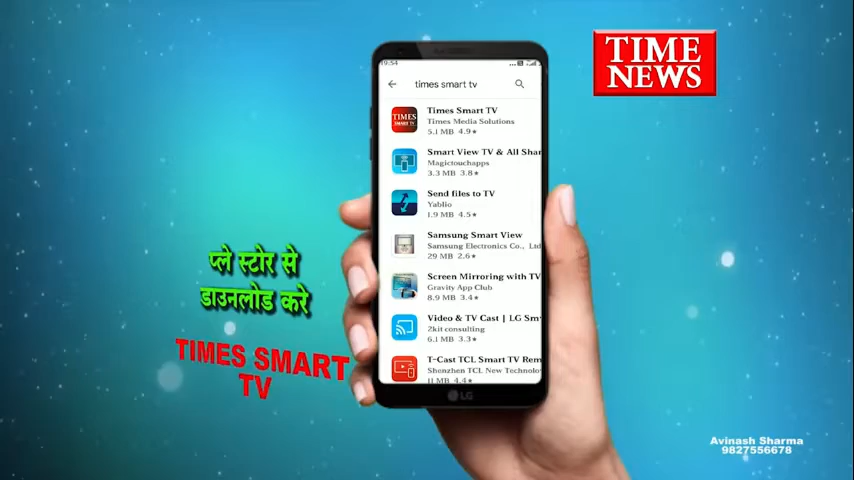 TIME
NEWS
19:54
times smart tv
TIMES
SMART TV
Times Smart TV
Times Media Solutions
5.1 MB 4.9★
Smart View TV & All Shar
Magictouchapps
3.3 MB 3.8★
Send files to TV
Yablio
1.9 MB 4.5★
Samsung Smart View
Samsung Electronics Co., Ltd
29 MB 2.6★
Screen Mirroring with TV
Gravity App Club
8.9 MB 3.4★
Video & TV Cast | LG Sm
2kit consulting
6.1 MB 3.3★
T-Cast TCL Smart TV Rem
Shenzhen TCL New Technolo
11 MB 4.4★
LG
प्ले स्टोर से
डाउनलोड करे
TIMES SMART
TV
Avinash Sharma
9827556678